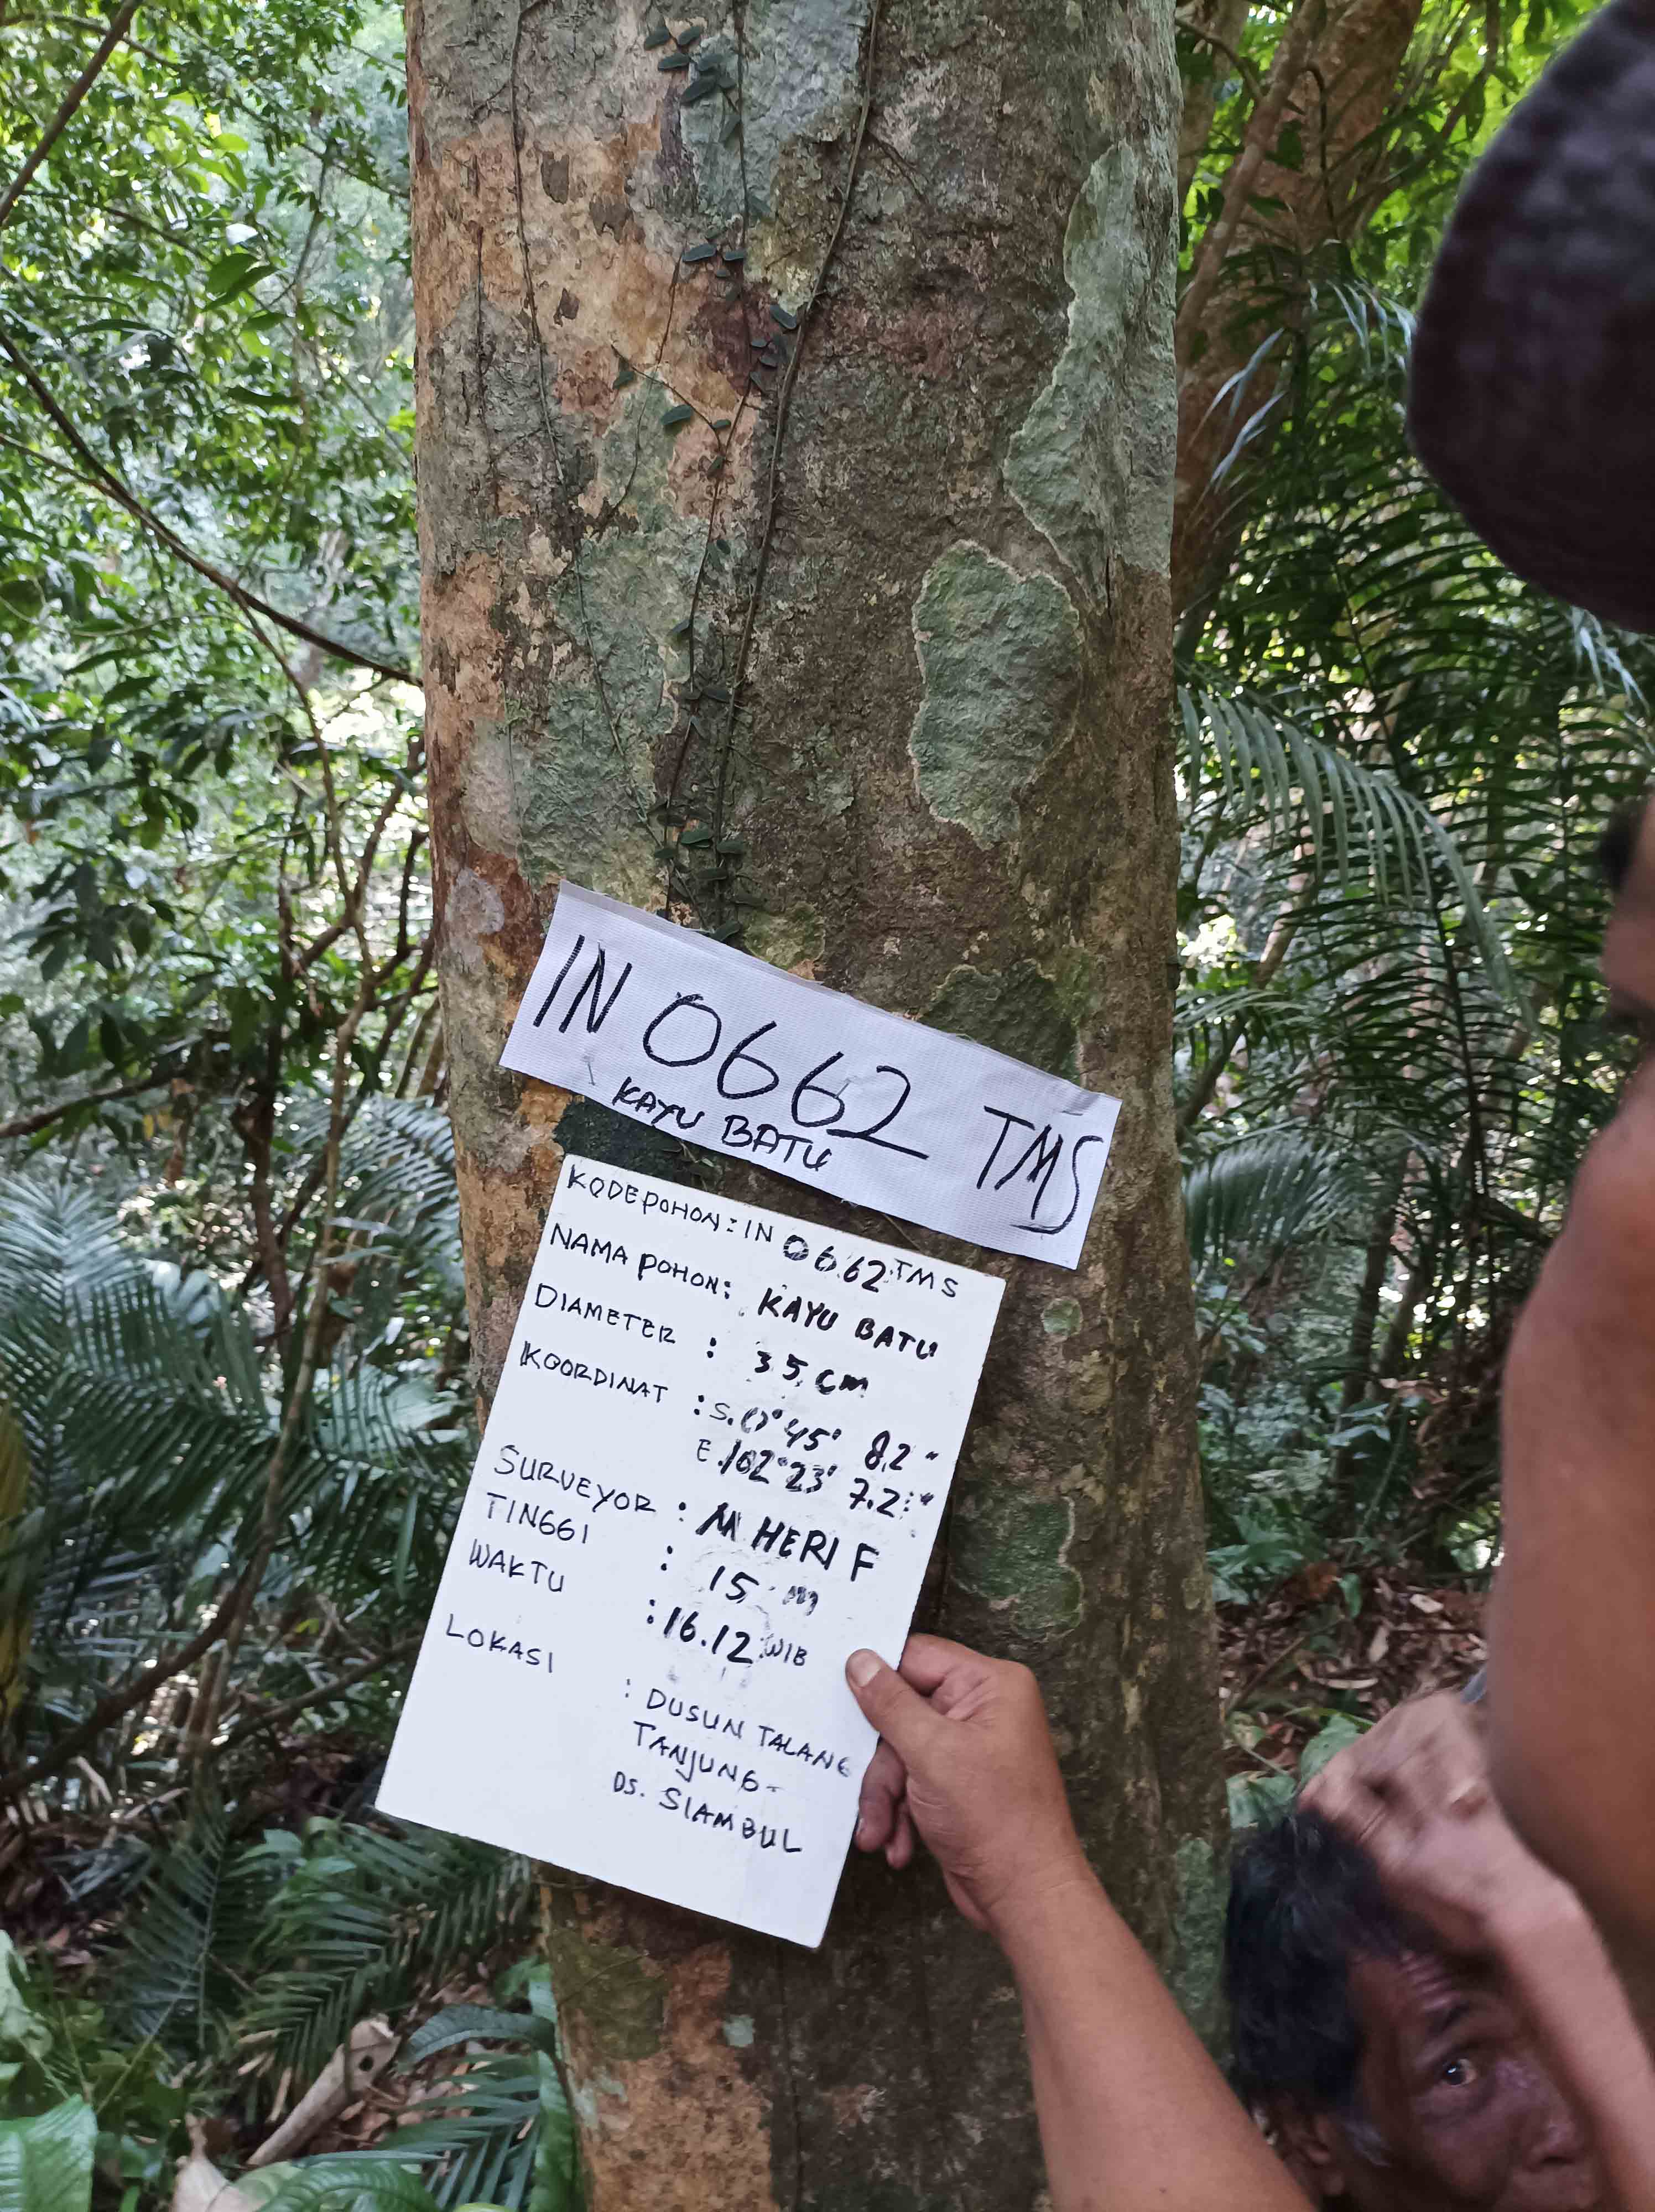 IN 0662 TMS
KAYU BATU
KODE POHON : IN 0662 TMS
NAMA POHON : KAYU BATU
DIAMETER : 35 cm
KOORDINAT : S. 0° 45' 8,2"
E. 102° 23' 7.2"
SURVEYOR : M HERI F
TINGGI : 15 m
WAKTU : 16.12 WIB
LOKASI : DUSUN TALANG
TANJUNG-
DS. SIAMBUL